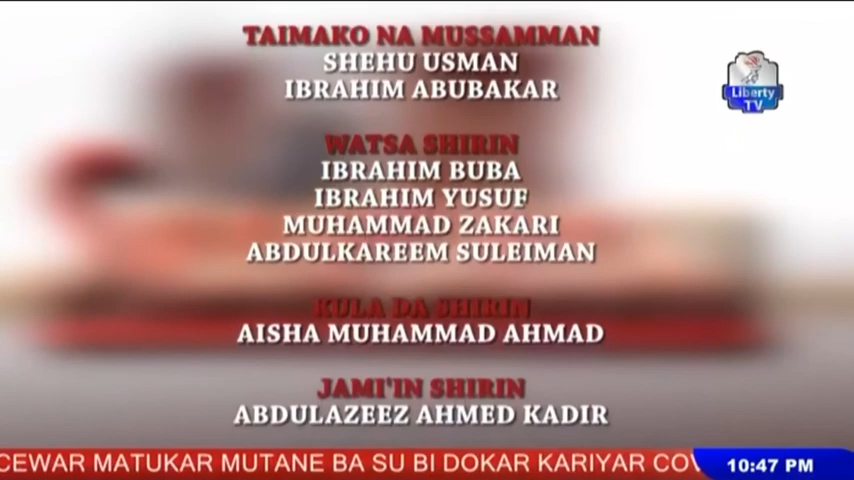 TAIMAKO NA MUSSAMMAN
SHEHU USMAN
IBRAHIM ABUBAKAR
Liberty
TV
WATSA SHIRIN
IBRAHIM BUBA
IBRAHIM YUSUF
MUHAMMAD ZAKARI
ABDULKAREEM SULEIMAN
KULA DA SHIRIN
AISHA MUHAMMAD AHMAD
JAMI'IN SHIRIN
ABDULAZEEZ AHMED KADIR
CEWAR MATUKAR MUTANE BA SU BI DOKAR KARIYAR
10:47 PM